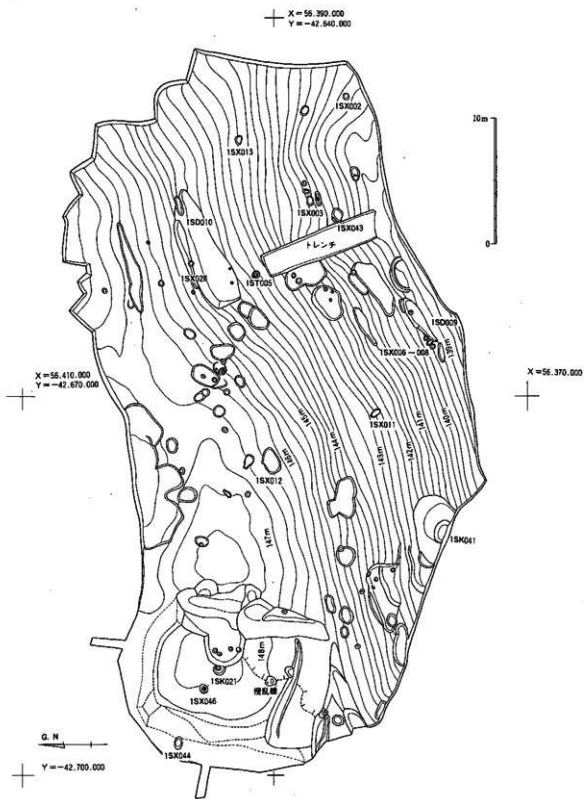 X=56.390.000
Y=-42.640.000
1SX002
10m
1SX013
1SX003
1SD010
1SX043
トレンチ
0
1SX028
1ST005
1SD009
139m
1SX006~008
X=56.410.000
Y=-42.670.000
X=56.370.000
145m
144m
1SX011
143m
142m
141m
140m
146m
1SX012
147m
1SK041
148m
1SK021
1SX046
撹乱壙
G.N
1SX044
Y=-42.700.000